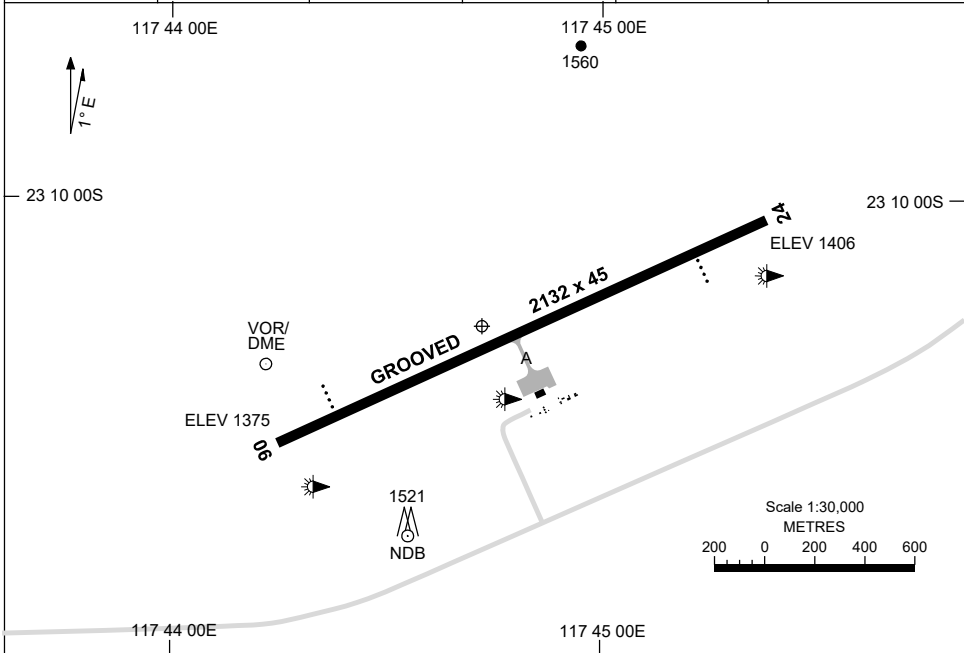 117 44 00E
117 45 00E
1560
1° E
23 10 00S
23 10 00S
24
ELEV 1406
2132 x 45
VOR/
DME
GROOVED
A
ELEV 1375
06
1521
NDB
Scale 1:30,000
METRES
200 0 200 400 600
117 44 00E
117 45 00E